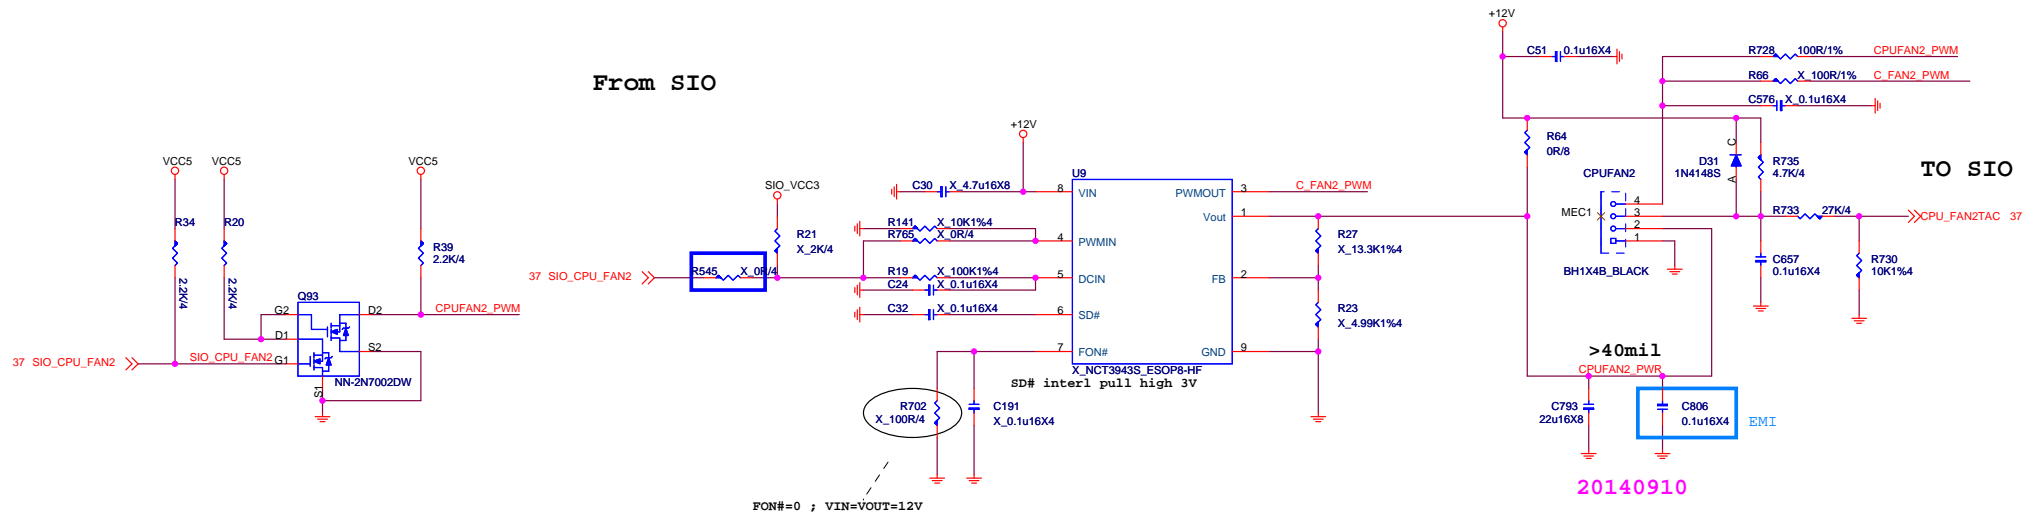 From SIO
VCC5
VCC5
VCC5
R34
2.2K/4
R20
2.2K/4
R39
2.2K/4
Q93
G2
D1
G1
D2
S2
S1
NN-2N7002DW
CPUFAN2_PWM
37 SIO_CPU_FAN2
SIO_CPU_FAN2
37 SIO_CPU_FAN2
R545
X_0R/4
SIO_VCC3
R21
X_2K/4
+12V
C30
X_4.7u16X8
R141
X_10K1%4
R765
X_0R/4
R19
X_100K1%4
C24
X_0.1u16X4
C32
X_0.1u16X4
U9
8
VIN
PWMOUT
3
C_FAN2_PWM
Vout
1
4
PWMIN
5
DCIN
FB
2
6
SD#
7
FON#
GND
9
X_NCT3943S_ESOP8-HF
SD# interl pull high 3V
R702
X_100R/4
C191
X_0.1u16X4
FON#=0 ; VIN=VOUT=12V
R27
X_13.3K1%4
R23
X_4.99K1%4
+12V
C51
0.1u16X4
R728
100R/1%
CPUFAN2_PWM
R66
X_100R/1%
C_FAN2_PWM
C576
X_0.1u16X4
R64
0R/8
D31
1N4148S
C
A
R735
4.7K/4
TO SIO
CPUFAN2
MEC1
4
3
2
1
BH1X4B_BLACK
R733
27K/4
CPU_FAN2TAC 37
C657
0.1u16X4
R730
10K1%4
>40mil
CPUFAN2_PWR
C793
22u16X8
C806
0.1u16X4
EMI
20140910